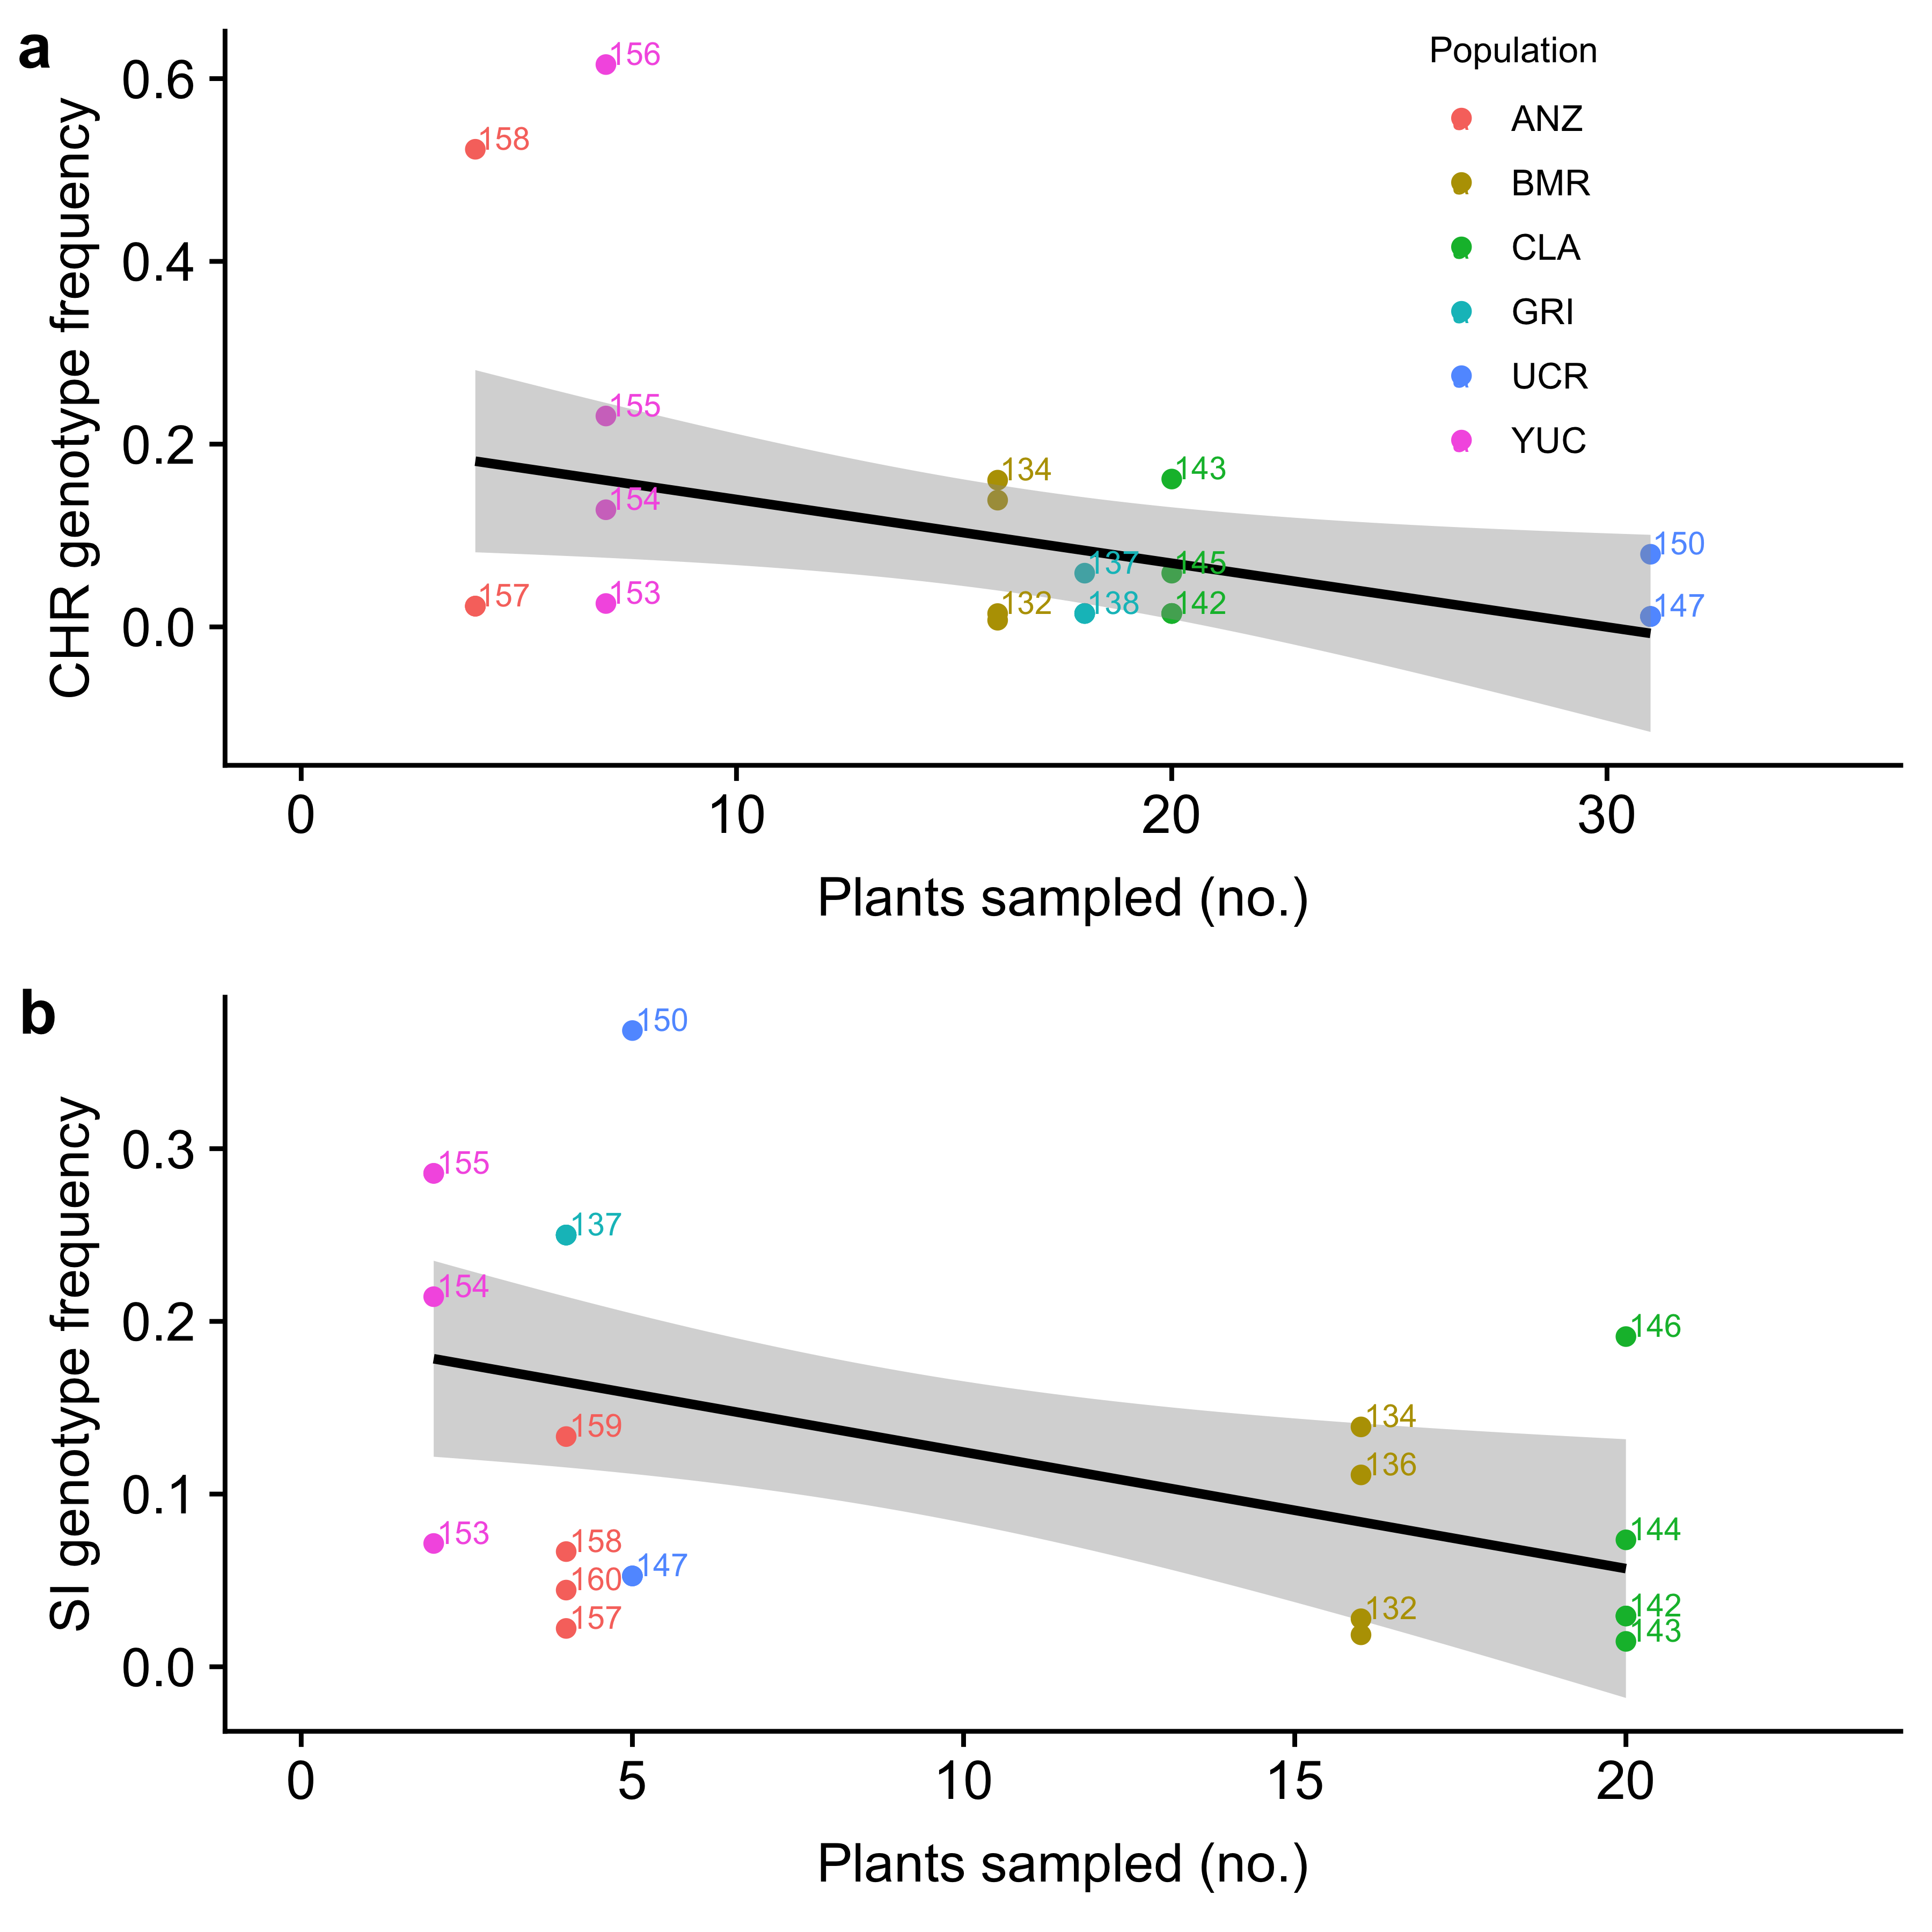 a
CHR genotype frequency
0.6
0.4
0.2
0.0
156
158
155
154
157
153
134
132
137
138
143
145
142
150
147
Population
ANZ
BMR
CLA
GRI
UCR
YUC
0 10 20 30
Plants sampled (no.)
b
SI genotype frequency
0.3
0.2
0.1
0.0
150
155
137
154
159
153
158
160
147
157
134
136
132
146
144
142
143
0 5 10 15 20
Plants sampled (no.)